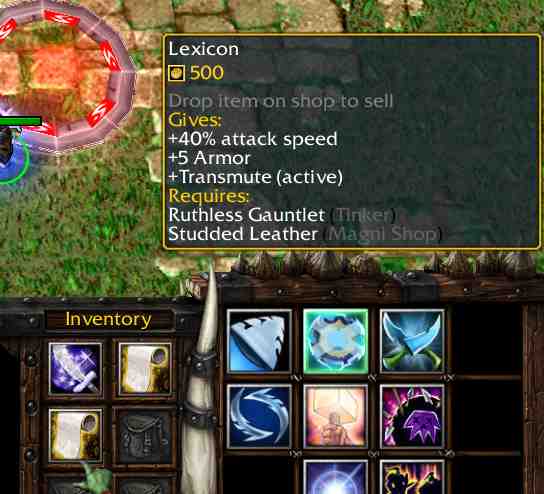 Lexicon
500
Drop item on shop to sell
Gives:
+40% attack speed
+5 Armor
+Transmute (active)
Requires:
Ruthless Gauntlet (Tinker)
Studded Leather (Magni Shop)
Inventory